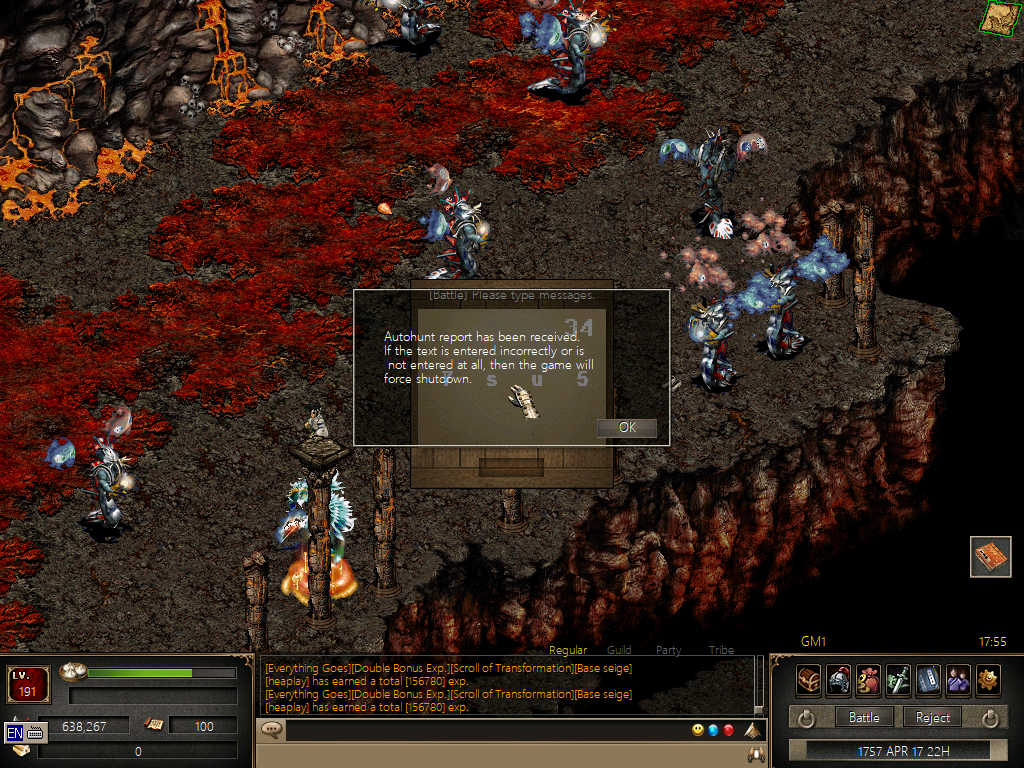 [Battle] Please type messages.
34
Autohunt report has been received.
If the text is entered incorrectly or is
not entered at all, then the game will
force shutdown.
s u 5
OK
GM1 17:55
Regular Guild Party Tribe
[Everything Goes][Double Bonus Exp.][Scroll of Transformation][Base seige]
[heaplay] has earned a total [156780] exp.
[Everything Goes][Double Bonus Exp.][Scroll of Transformation][Base seige]
[heaplay] has earned a total [156780] exp.
LV.
191
638,267 100
EN
0
Battle Reject
1757 APR 17 22H